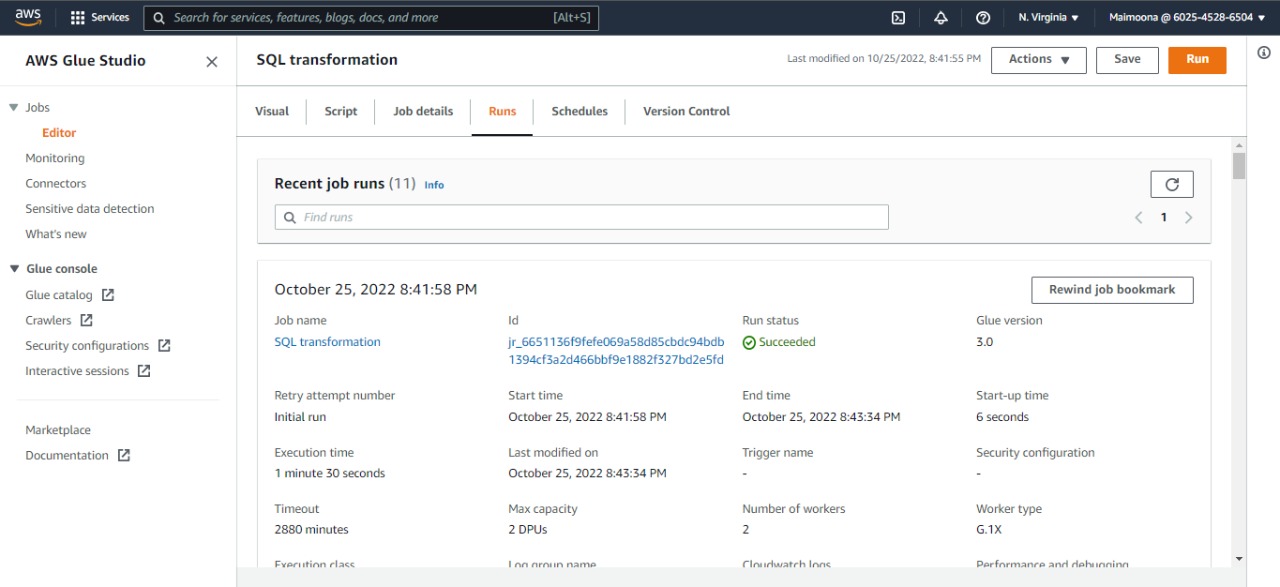 aws
Services
Search for services, features, blogs, docs, and more
[Alt+S]
N. Virginia
Maimoona @ 6025-4528-6504
AWS Glue Studio
Jobs
Editor
Monitoring
Connectors
Sensitive data detection
What's new
Glue console
Glue catalog
Crawlers
Security configurations
Interactive sessions
Marketplace
Documentation
SQL transformation
Last modified on 10/25/2022, 8:41:55 PM
Actions
Save
Run
Visual
Script
Job details
Runs
Schedules
Version Control
Recent job runs (11) Info
Find runs
1
October 25, 2022 8:41:58 PM
Rewind job bookmark
Job name
SQL transformation
Id
jr_6651136f9fefe069a58d85cbdc94bdb
1394cf3a2d466bbf9e1882f327bd2e5fd
Run status
Succeeded
Glue version
3.0
Retry attempt number
Initial run
Start time
October 25, 2022 8:41:58 PM
End time
October 25, 2022 8:43:34 PM
Start-up time
6 seconds
Execution time
1 minute 30 seconds
Last modified on
October 25, 2022 8:43:34 PM
Trigger name
-
Security configuration
-
Timeout
2880 minutes
Max capacity
2 DPUs
Number of workers
2
Worker type
G.1X
Execution class
Log group name
Cloudwatch logs
Performance and debugging